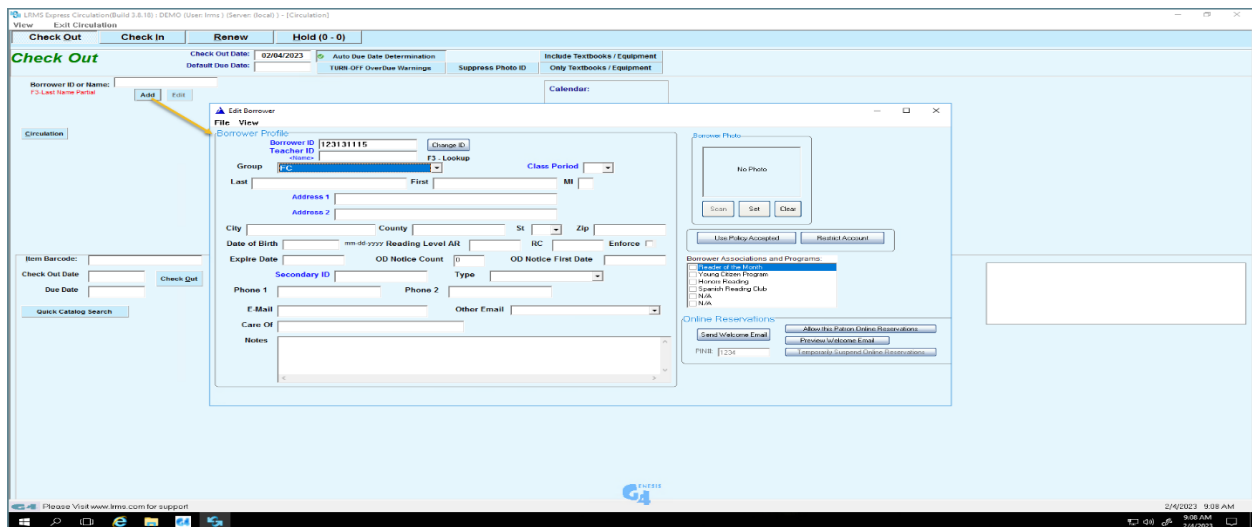 LRMS Express Circulation(Build 3.8.18) : DEMO (User: lrms ) (Server: (local) ) - [Circulation]
View Exit Circulation
Check Out Check In Renew Hold (0 - 0)
Check Out
Check Out Date: 02/04/2023 Auto Due Date Determination Include Textbooks / Equipment
Default Due Date: TURN-OFF OverDue Warnings Suppress Photo ID Only Textbooks / Equipment
Borrower ID or Name:
F3-Last Name Partial
Add Edit
Calendar:
Circulation
Edit Borrower
File View
Borrower Profile
Borrower ID 123131115 Change ID
Teacher ID
<Name> F3 - Lookup
Group FC Class Period
Last First MI
Address 1
Address 2
City County St Zip
Date of Birth mm-dd-yyyy Reading Level AR RC Enforce
Expire Date OD Notice Count 0 OD Notice First Date
Secondary ID Type
Phone 1 Phone 2
E-Mail Other Email
Care Of
Notes
Borrower Photo
No Photo
Scan Set Clear
Use Policy Accepted Restrict Account
Borrower Associations and Programs:
Reader of the Month
Young Citizen Program
Honors Reading
Spanish Reading Club
N/A
N/A
Online Reservations
Send Welcome Email Allow this Patron Online Reservations
Preview Welcome Email
PIN#: 1234 Temporarily Suspend Online Reservations
Item Barcode:
Check Out Date
Check Out
Due Date
Quick Catalog Search
G4
Please Visit www.lrms.com for support 2/4/2023 9:08 AM
9:08 AM
2/4/2023